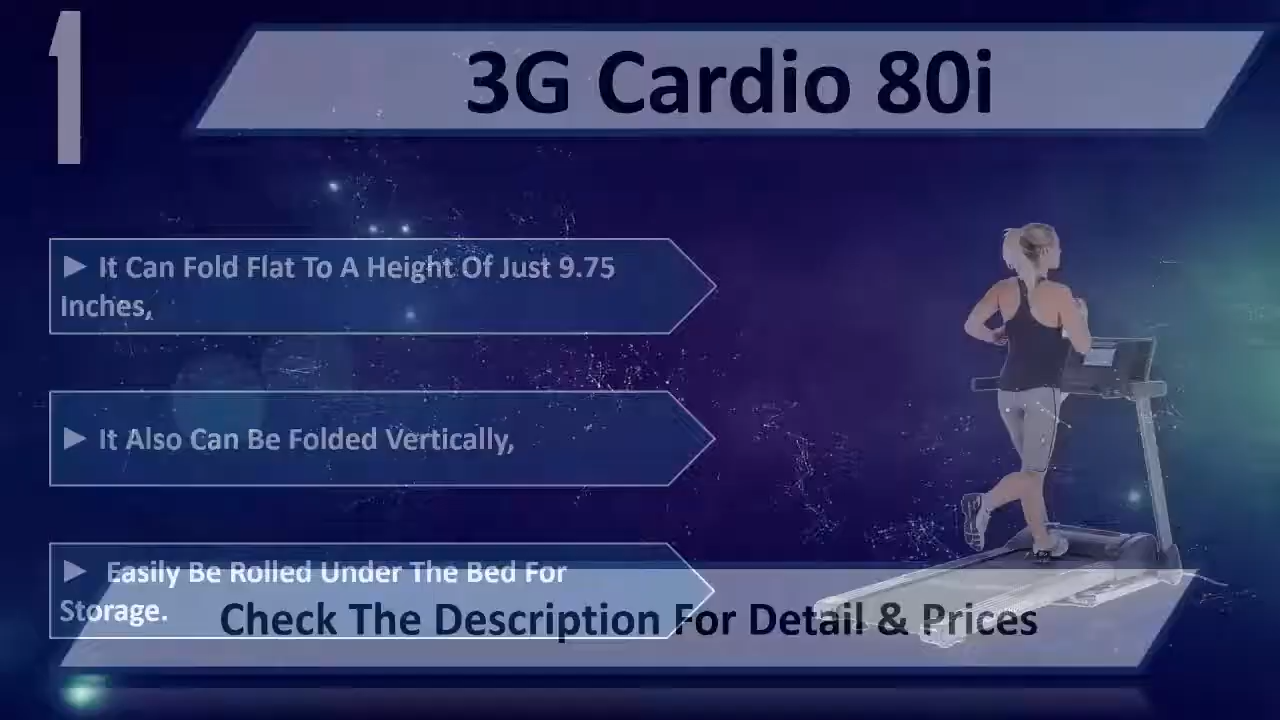 1
3G Cardio 80i
► It Can Fold Flat To A Height Of Just 9.75
Inches,
► It Also Can Be Folded Vertically,
► Easily Be Rolled Under The Bed For
Storage.
Check The Description For Detail & Prices